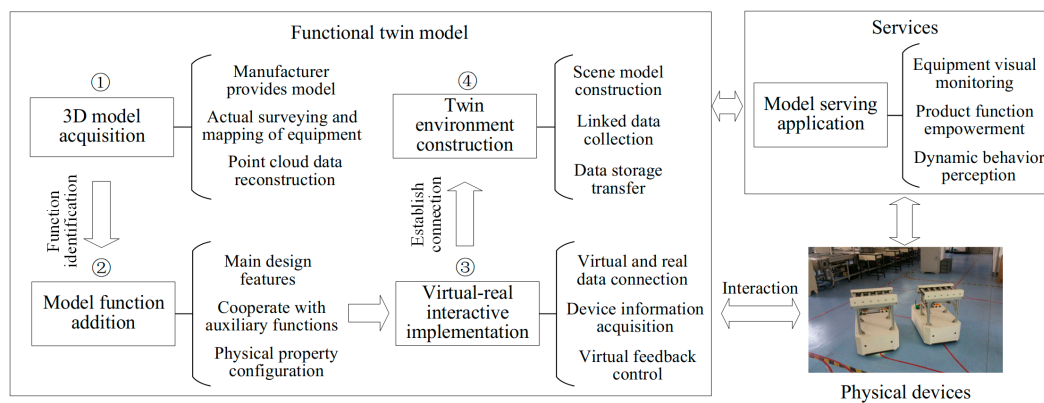 Functional twin model
①
3D model
acquisition
Manufacturer
provides model
Actual surveying and
mapping of equipment
Point cloud data
reconstruction
Function
identification
②
Model function
addition
Main design
features
Cooperate with
auxiliary functions
Physical property
configuration
③
Virtual-real
interactive implementation
Virtual and real
data connection
Device information
acquisition
Virtual feedback
control
Establish
connection
④
Twin
environment
construction
Scene model
construction
Linked data
collection
Data storage
transfer
Services
Model serving
application
Equipment visual
monitoring
Product function
empowerment
Dynamic behavior
perception
Interaction
Physical devices